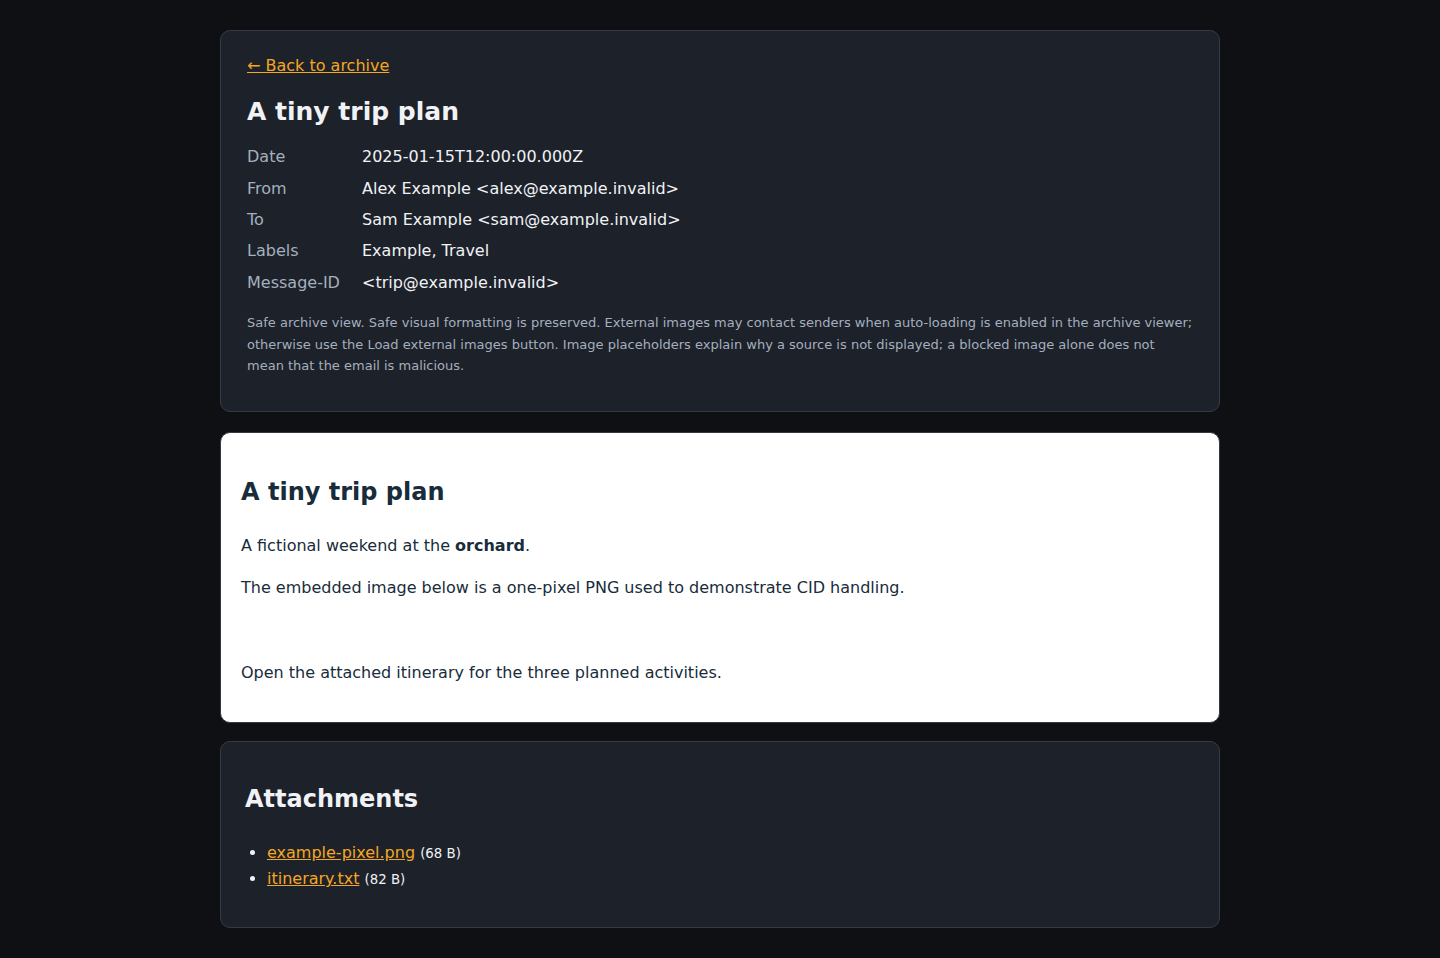 ← Back to archive
A tiny trip plan
Date 2025-01-15T12:00:00.000Z
From Alex Example <alex@example.invalid>
To Sam Example <sam@example.invalid>
Labels Example, Travel
Message-ID <trip@example.invalid>
Safe archive view. Safe visual formatting is preserved. External images may contact senders when auto-loading is enabled in the archive viewer;
otherwise use the Load external images button. Image placeholders explain why a source is not displayed; a blocked image alone does not
mean that the email is malicious.
A tiny trip plan
A fictional weekend at the orchard.
The embedded image below is a one-pixel PNG used to demonstrate CID handling.
Open the attached itinerary for the three planned activities.
Attachments
• example-pixel.png (68 B)
• itinerary.txt (82 B)